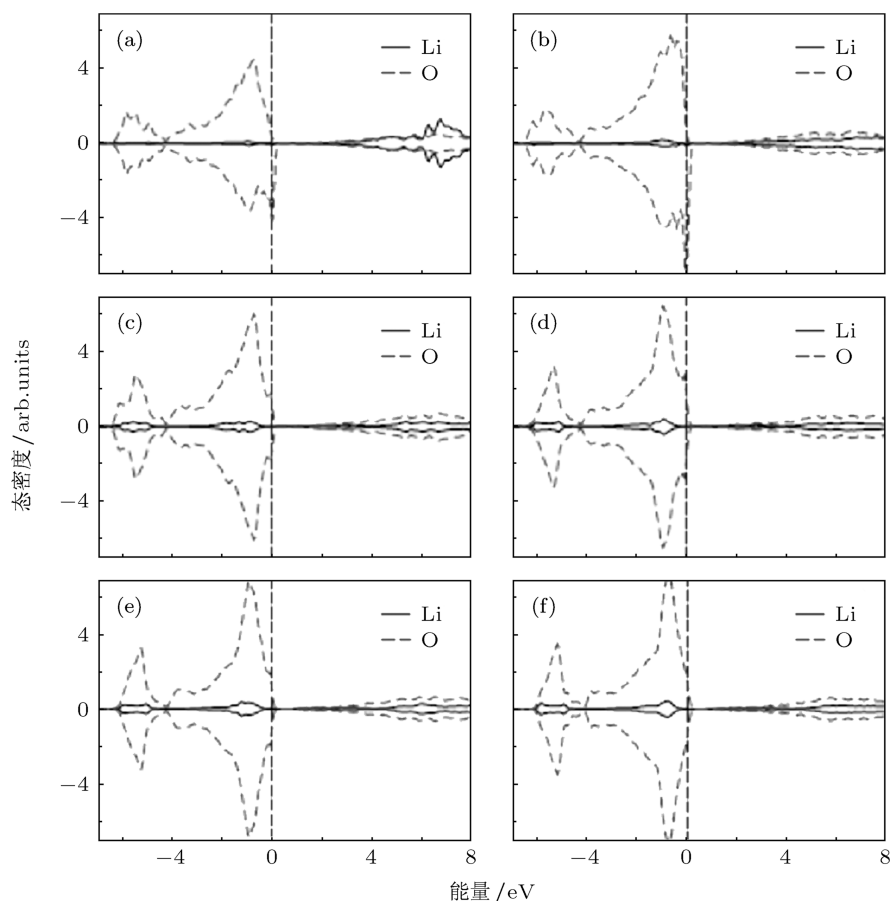 (a)
Li
O
4
0
−4
(b)
Li
O
(c)
Li
O
4
0
−4
(d)
Li
O
(e)
Li
O
4
0
−4
−4 0 4 8
(f)
Li
O
−4 0 4 8
态密度/arb.units
能量/eV